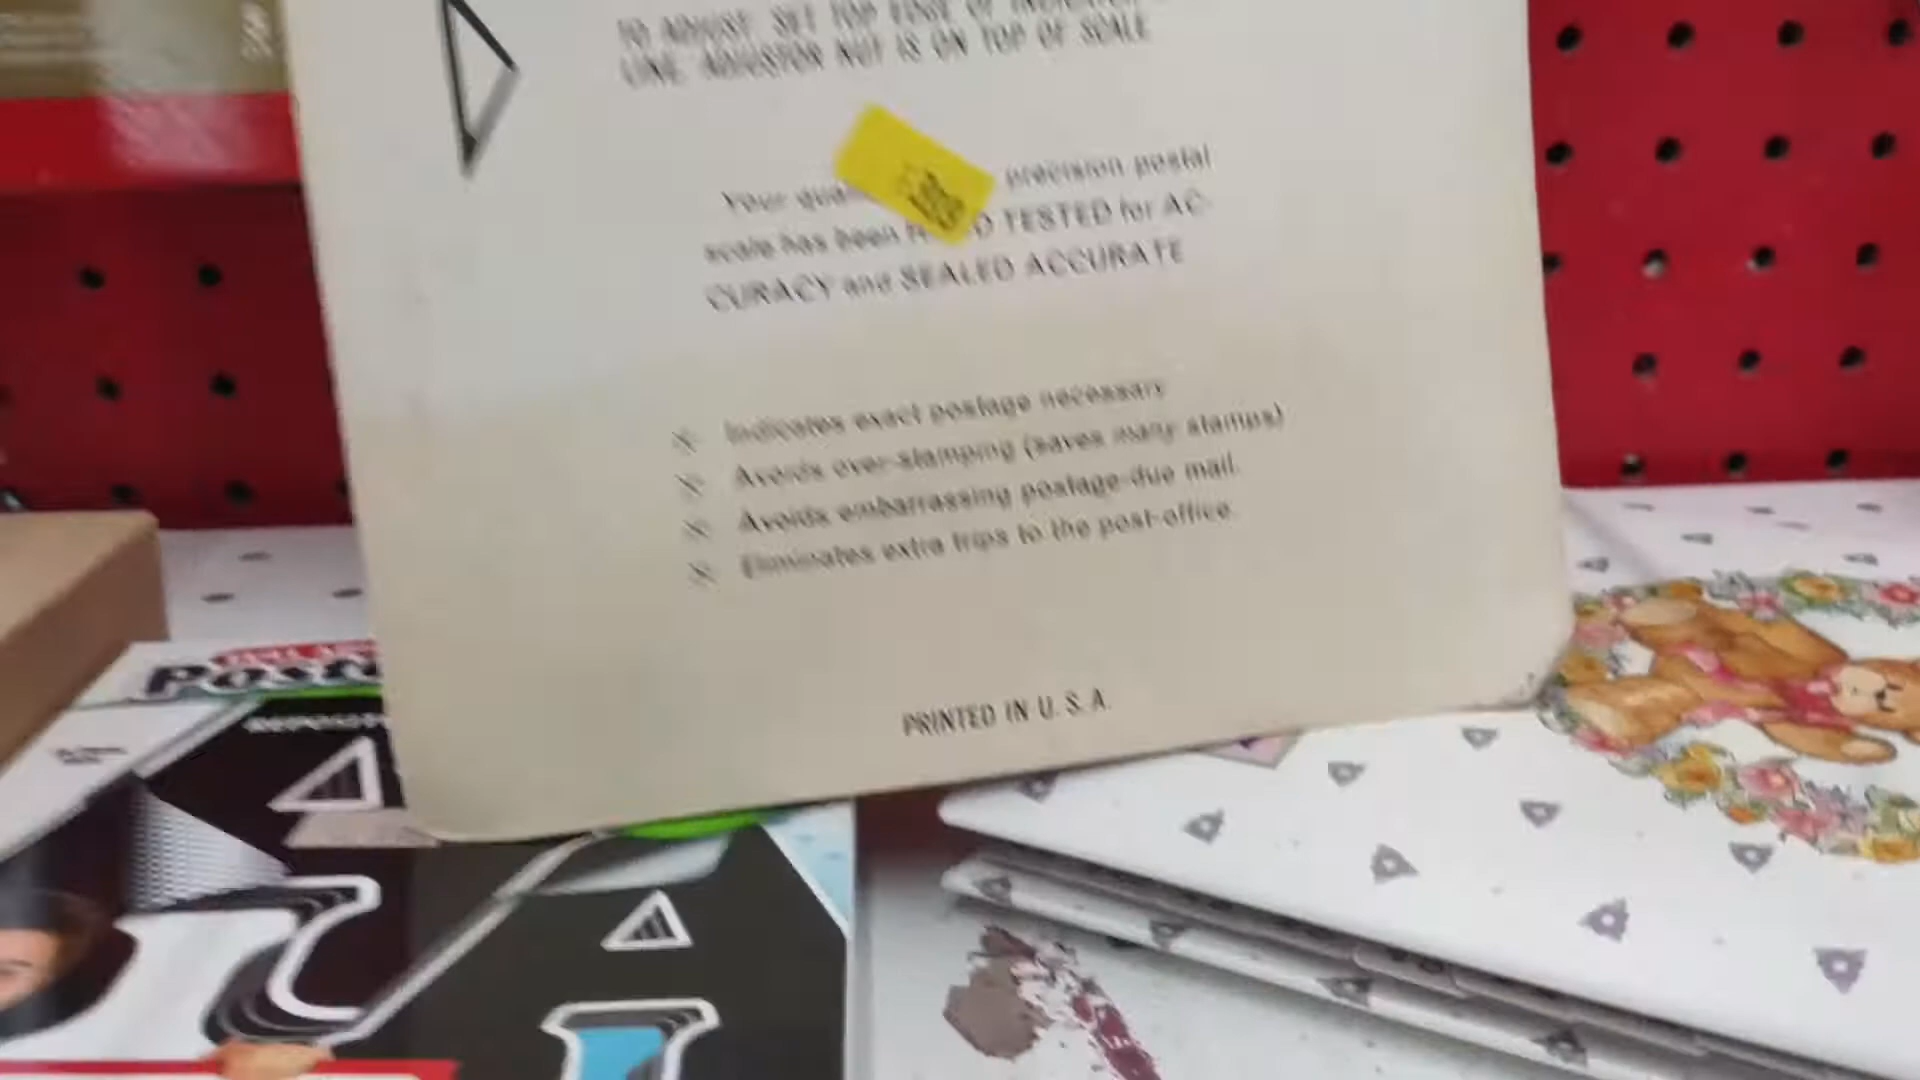 TO ADJUST, SET TOP EDGE OF
LINE. ADJUSTOR NUT IS ON TOP OF SCALE
Your precision postal
scale has been TESTED for AC-
CURACY and SEALED ACCURATE
Indicates exact postage necessary
Avoids over-stamping (saves many stamps)
Avoids embarrassing postage-due mail.
Eliminates extra trips to the post-office.
PRINTED IN U. S. A.